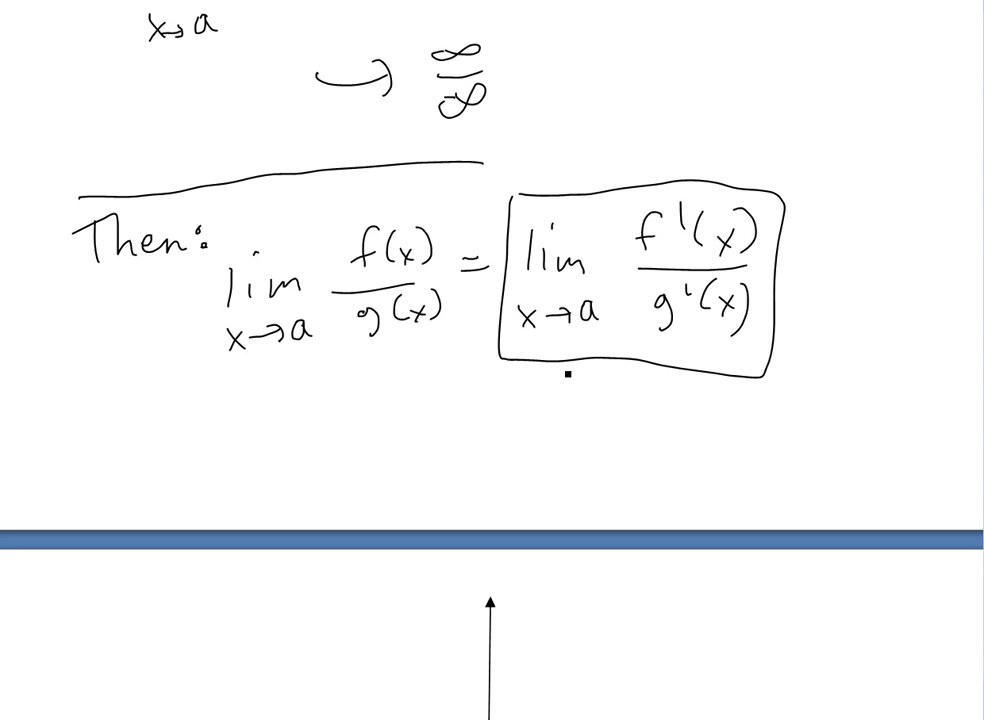 x→a
→ ∞/∞
Then:
lim x→a f(x)/g(x) = lim x→a f'(x)/g'(x)